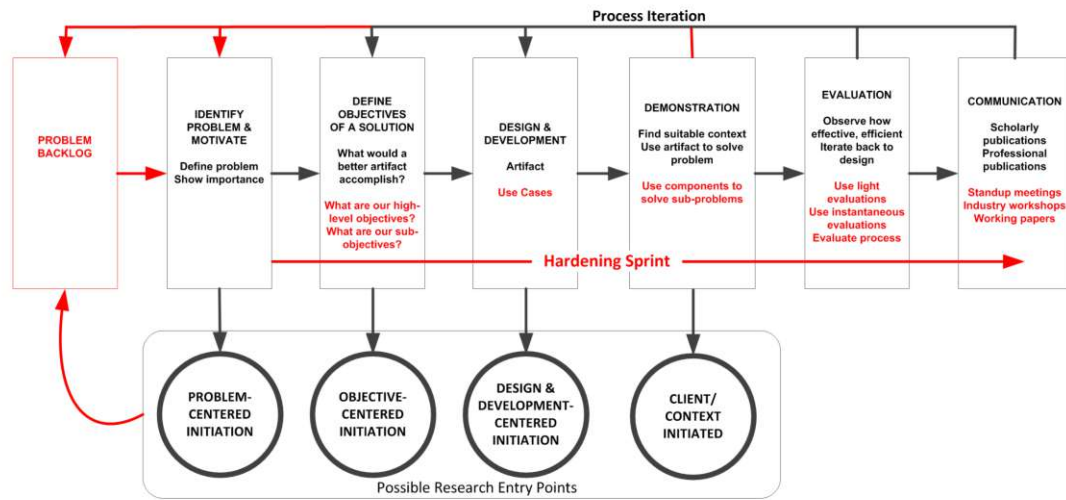 Process Iteration
PROBLEM
BACKLOG
IDENTIFY
PROBLEM &
MOTIVATE
Define problem
Show importance
DEFINE
OBJECTIVES
OF A SOLUTION
What would a
better artifact
accomplish?
What are our high-
level objectives?
What are our sub-
objectives?
DESIGN &
DEVELOPMENT
Artifact
Use Cases
DEMONSTRATION
Find suitable context
Use artifact to solve
problem
Use components to
solve sub-problems
EVALUATION
Observe how
effective, efficient
Iterate back to
design
Use light
evaluations
Use instantaneous
evaluations
Evaluate process
COMMUNICATION
Scholarly
publications
Professional
publications
Standup meetings
Industry workshops
Working papers
Hardening Sprint
PROBLEM-
CENTERED
INITIATION
OBJECTIVE-
CENTERED
INITIATION
DESIGN &
DEVELOPMENT-
CENTERED
INITIATION
CLIENT/
CONTEXT
INITIATED
Possible Research Entry Points